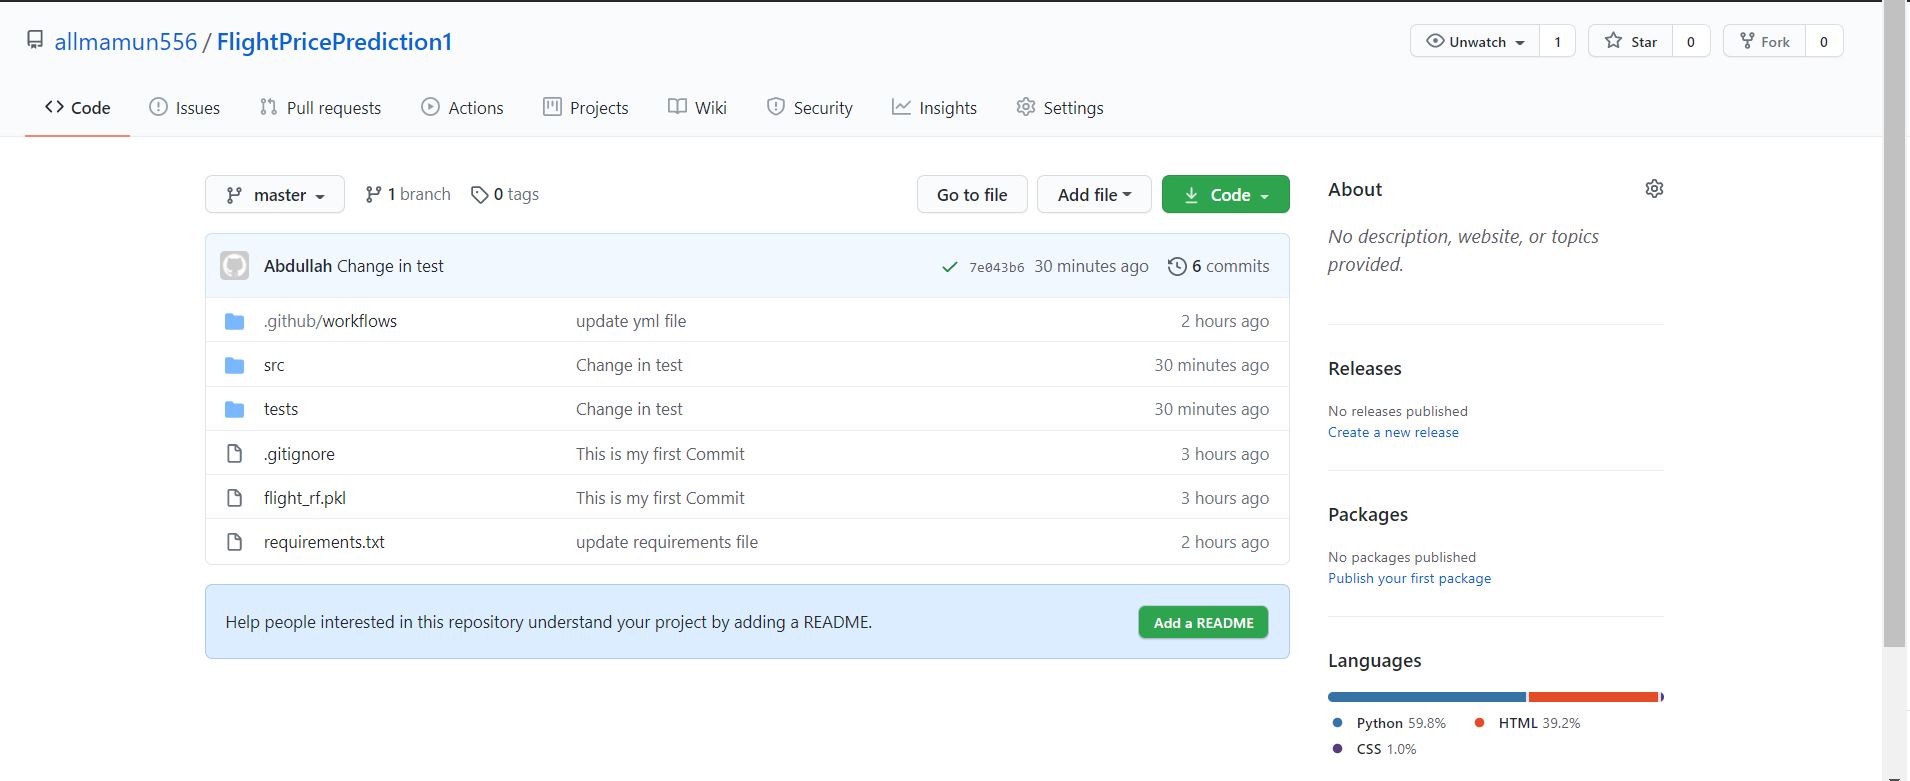 allmamun556 / FlightPricePrediction1
Unwatch 1 Star 0 Fork 0
Code Issues Pull requests Actions Projects Wiki Security Insights Settings
master 1 branch 0 tags Go to file Add file Code
Abdullah Change in test 7e043b6 30 minutes ago 6 commits
.github/workflows update yml file 2 hours ago
src Change in test 30 minutes ago
tests Change in test 30 minutes ago
.gitignore This is my first Commit 3 hours ago
flight_rf.pkl This is my first Commit 3 hours ago
requirements.txt update requirements file 2 hours ago
Help people interested in this repository understand your project by adding a README. Add a README
About
No description, website, or topics
provided.
Releases
No releases published
Create a new release
Packages
No packages published
Publish your first package
Languages
Python 59.8% HTML 39.2%
CSS 1.0%